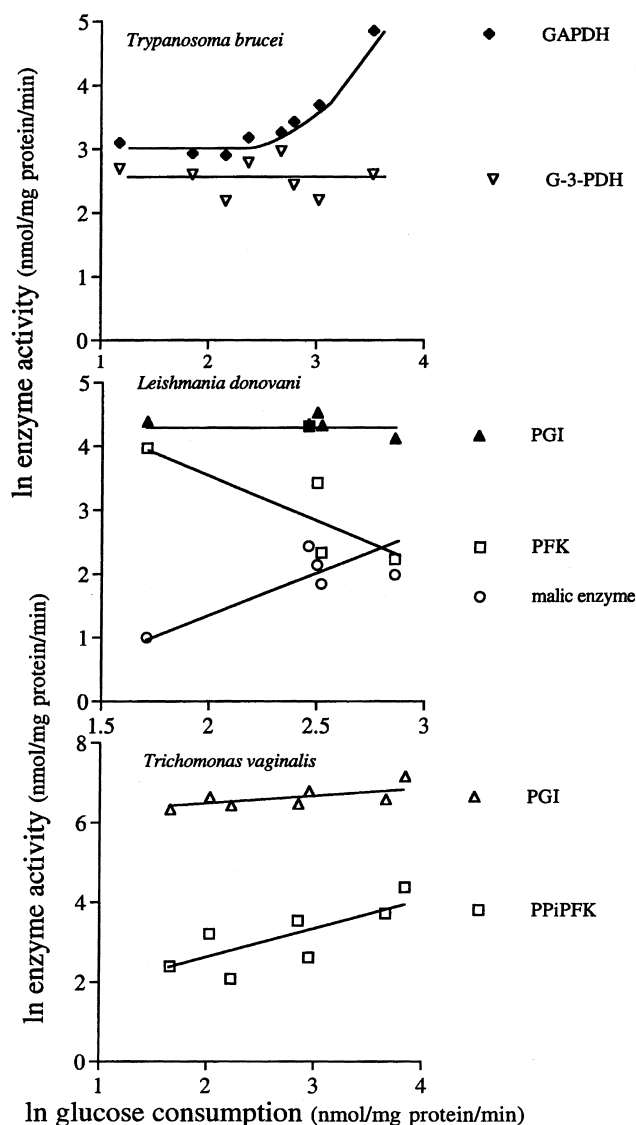 Trypanosoma brucei
GAPDH
G-3-PDH
5
4
3
2
1
0
1 2 3 4
ln enzyme activity (nmol/mg protein/min)
Leishmania donovani
PGI
PFK
malic enzyme
5
4
3
2
1
0
1.5 2 2.5 3
ln enzyme activity (nmol/mg protein/min)
Trichomonas vaginalis
PGI
PPiPFK
8
6
4
2
0
1 2 3 4
ln glucose consumption (nmol/mg protein/min)